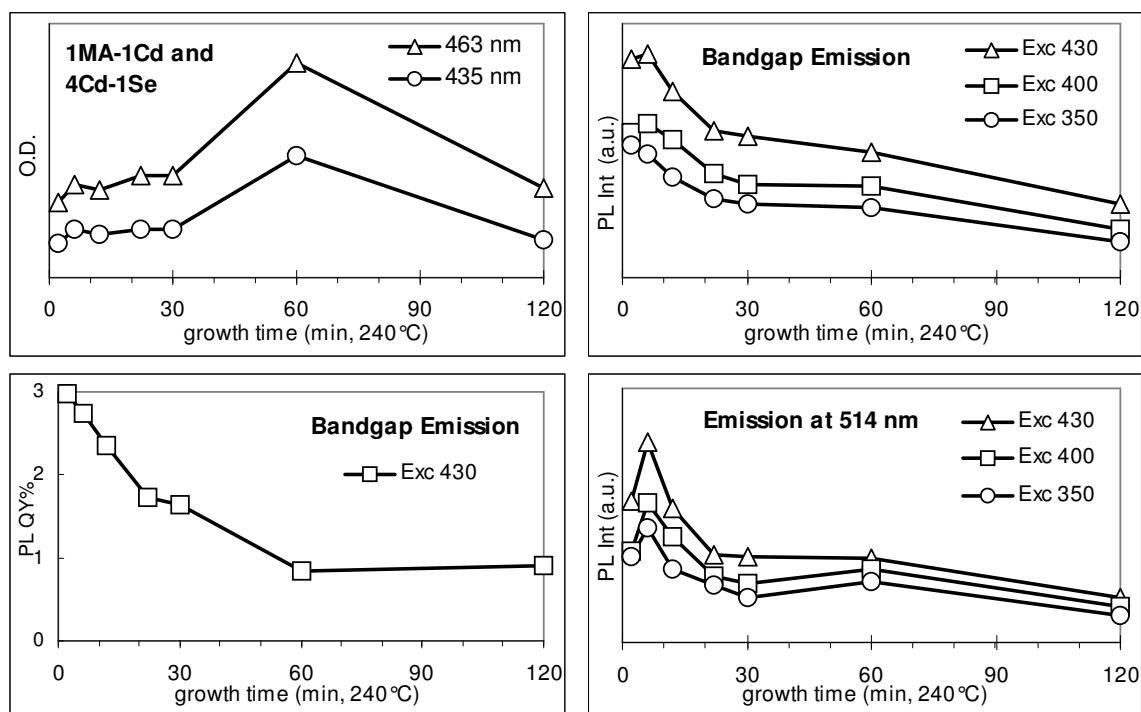 1MA-1Cd and
4Cd-1Se
463 nm
435 nm
O.D.
0 30 60 90 120
growth time (min, 240°C)
Bandgap Emission
Exc 430
Exc 400
Exc 350
PL Int (a.u.)
0 30 60 90 120
growth time (min, 240°C)
3
2
1
0
Bandgap Emission
Exc 430
PL QY%,
0 30 60 90 120
growth time (min, 240°C)
Emission at 514 nm
Exc 430
Exc 400
Exc 350
PL Int (a.u.)
0 30 60 90 120
growth time (min, 240°C)